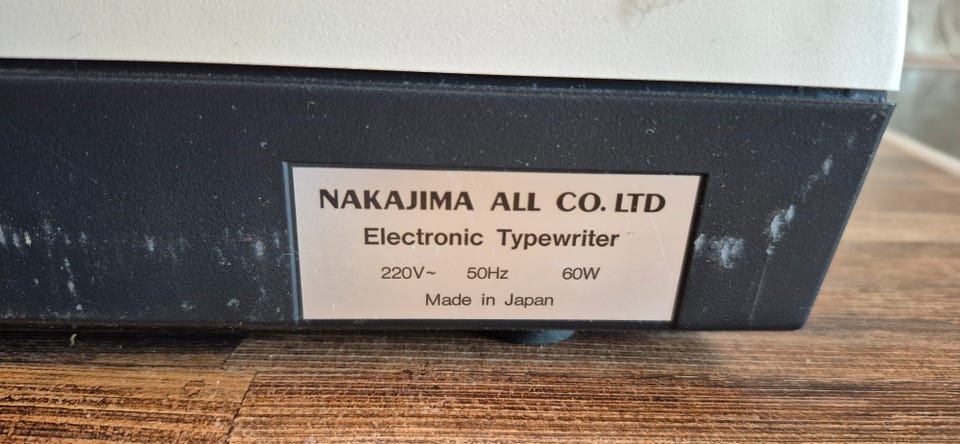 NAKAJIMA ALL CO. LTD
Electronic Typewriter
220V~ 50Hz 60W
Made in Japan